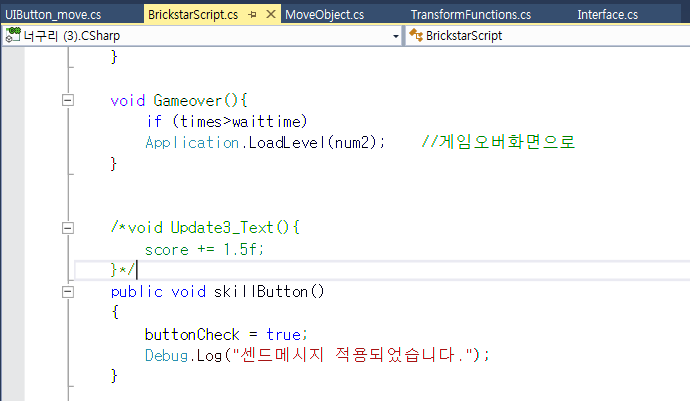 UIButton_move.cs BrickstarScript.cs MoveObject.cs TransformFunctions.cs Interface.cs
너구리 (3).CSharp BrickstarScript
}
void Gameover(){
if (times>waittime)
Application.LoadLevel(num2); //게임오버화면으로
}
/*void Update3_Text(){
score += 1.5f;
}*/
public void skillButton()
{
buttonCheck = true;
Debug.Log("센드메시지 적용되었습니다.");
}